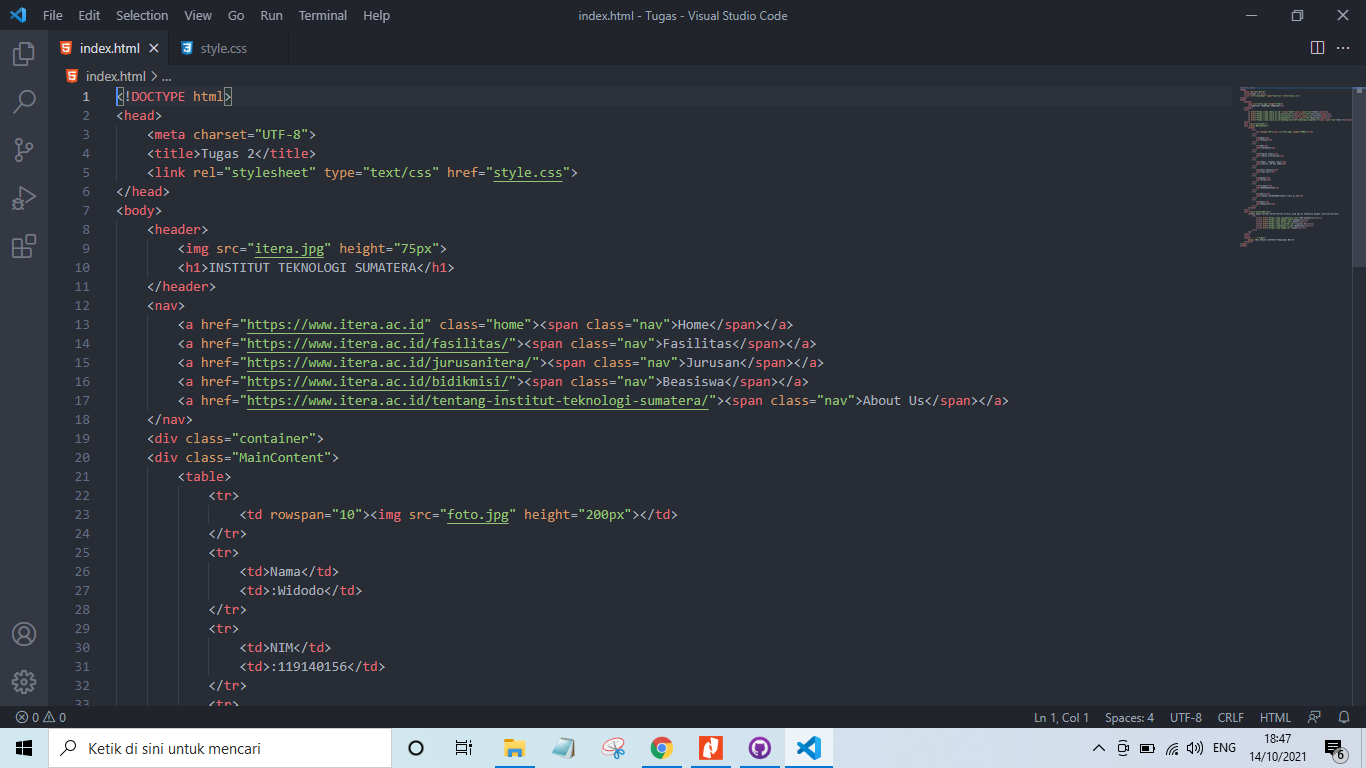 File Edit Selection View Go Run Terminal Help index.html - Tugas - Visual Studio Code
index.html style.css
index.html > ...
1 <!DOCTYPE html>
2 <head>
3 <meta charset="UTF-8">
4 <title>Tugas 2</title>
5 <link rel="stylesheet" type="text/css" href="style.css">
6 </head>
7 <body>
8 <header>
9 <img src="itera.jpg" height="75px">
10 <h1>INSTITUT TEKNOLOGI SUMATERA</h1>
11 </header>
12 <nav>
13 <a href="https://www.itera.ac.id" class="home"><span class="nav">Home</span></a>
14 <a href="https://www.itera.ac.id/fasilitas/"><span class="nav">Fasilitas</span></a>
15 <a href="https://www.itera.ac.id/jurusanitera/"><span class="nav">Jurusan</span></a>
16 <a href="https://www.itera.ac.id/bidikmisi/"><span class="nav">Beasiswa</span></a>
17 <a href="https://www.itera.ac.id/tentang-institut-teknologi-sumatera/"><span class="nav">About Us</span></a>
18 </nav>
19 <div class="container">
20 <div class="MainContent">
21 <table>
22 <tr>
23 <td rowspan="10"><img src="foto.jpg" height="200px"></td>
24 </tr>
25 <tr>
26 <td>Nama</td>
27 <td>:Widodo</td>
28 </tr>
29 <tr>
30 <td>NIM</td>
31 <td>:119140156</td>
32 </tr>
33 <tr>
0 0 Ln 1, Col 1 Spaces: 4 UTF-8 CRLF HTML
Ketik di sini untuk mencari
ENG
18:47
14/10/2021
6